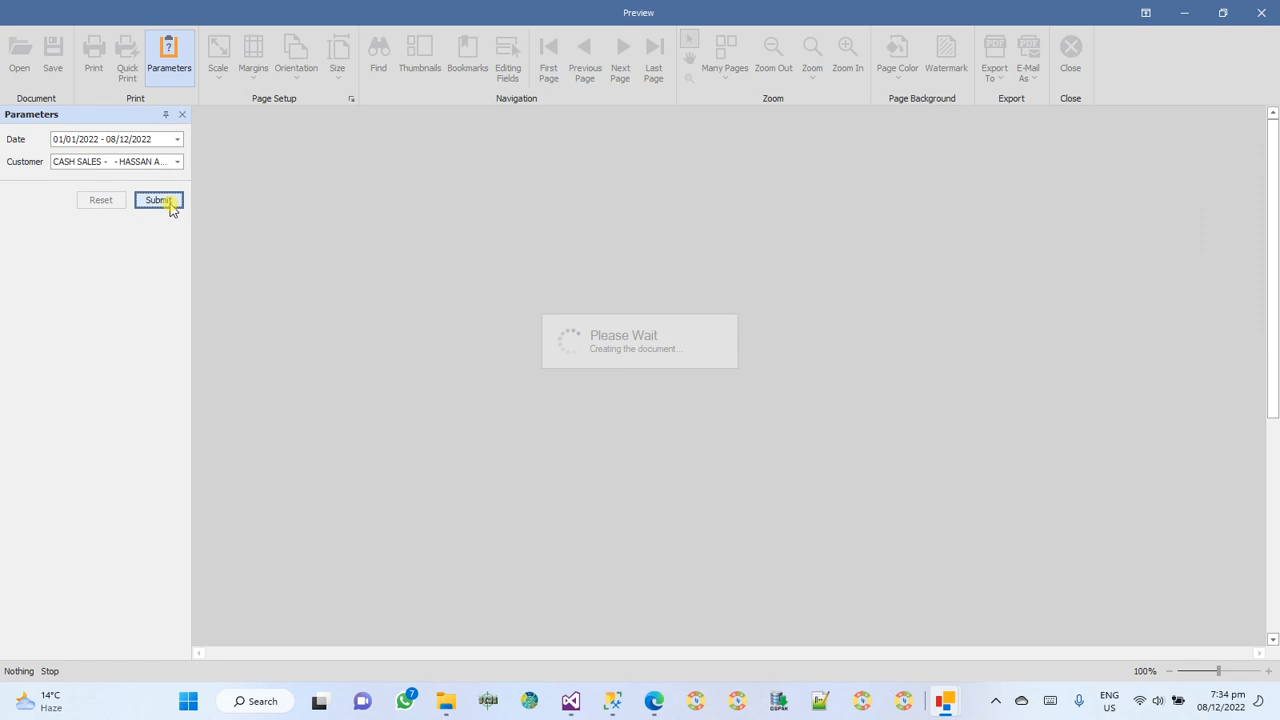 Preview
Open
Save
Print
Quick
Print
Parameters
Scale
Margins
Orientation
Size
Find
Thumbnails
Bookmarks
Editing
Fields
First
Page
Previous
Page
Next
Page
Last
Page
Many Pages
Zoom Out
Zoom
Zoom In
Page Color
Watermark
Export
To
E-Mail
As
Close
Document
Print
Page Setup
Navigation
Zoom
Page Background
Export
Close
Parameters
Date
01/01/2022 - 08/12/2022
Customer
CASH SALES - - HASSAN A...
Reset
Submit
Please Wait
Creating the document...
Nothing
Stop
100%
14°C
Haze
Search
7
DSPAK
ENG
US
7:34 pm
08/12/2022